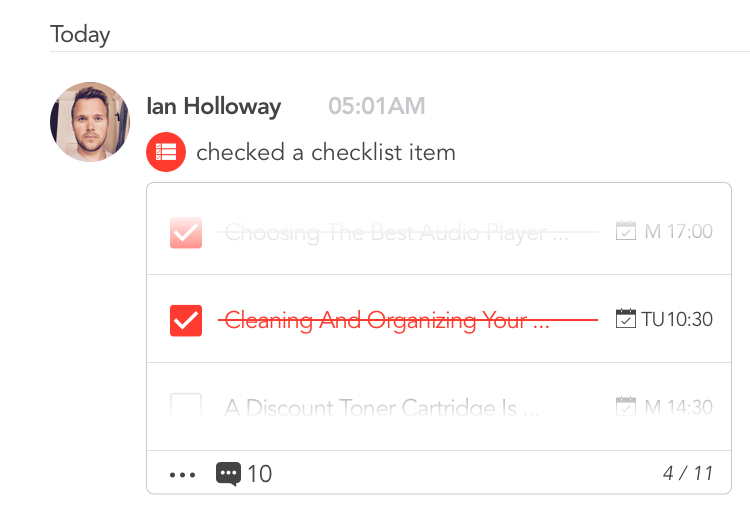 Today
Ian Holloway 05:01AM
checked a checklist item
Choosing The Best Audio Player ... M 17:00
Cleaning And Organizing Your ... TU10:30
A Discount Toner Cartridge Is ... M 14:30
... 10 4 / 11